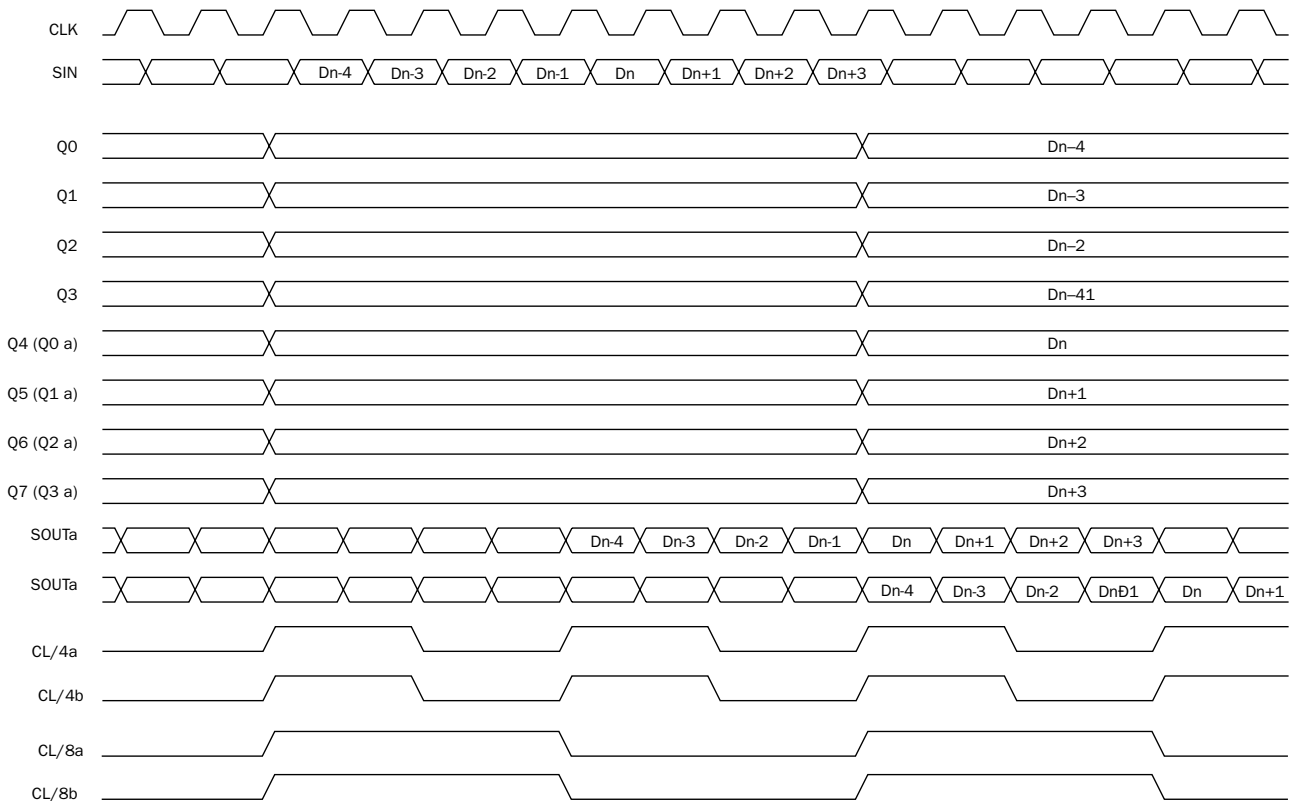 CLK
SIN Dn-4 Dn-3 Dn-2 Dn-1 Dn Dn+1 Dn+2 Dn+3
Q0 Dn–4
Q1 Dn–3
Q2 Dn–2
Q3 Dn–41
Q4 (Q0 a) Dn
Q5 (Q1 a) Dn+1
Q6 (Q2 a) Dn+2
Q7 (Q3 a) Dn+3
SOUTa Dn-4 Dn-3 Dn-2 Dn-1 Dn Dn+1 Dn+2 Dn+3
SOUTa Dn-4 Dn-3 Dn-2 DnÐ1 Dn Dn+1
CL/4a
CL/4b
CL/8a
CL/8b